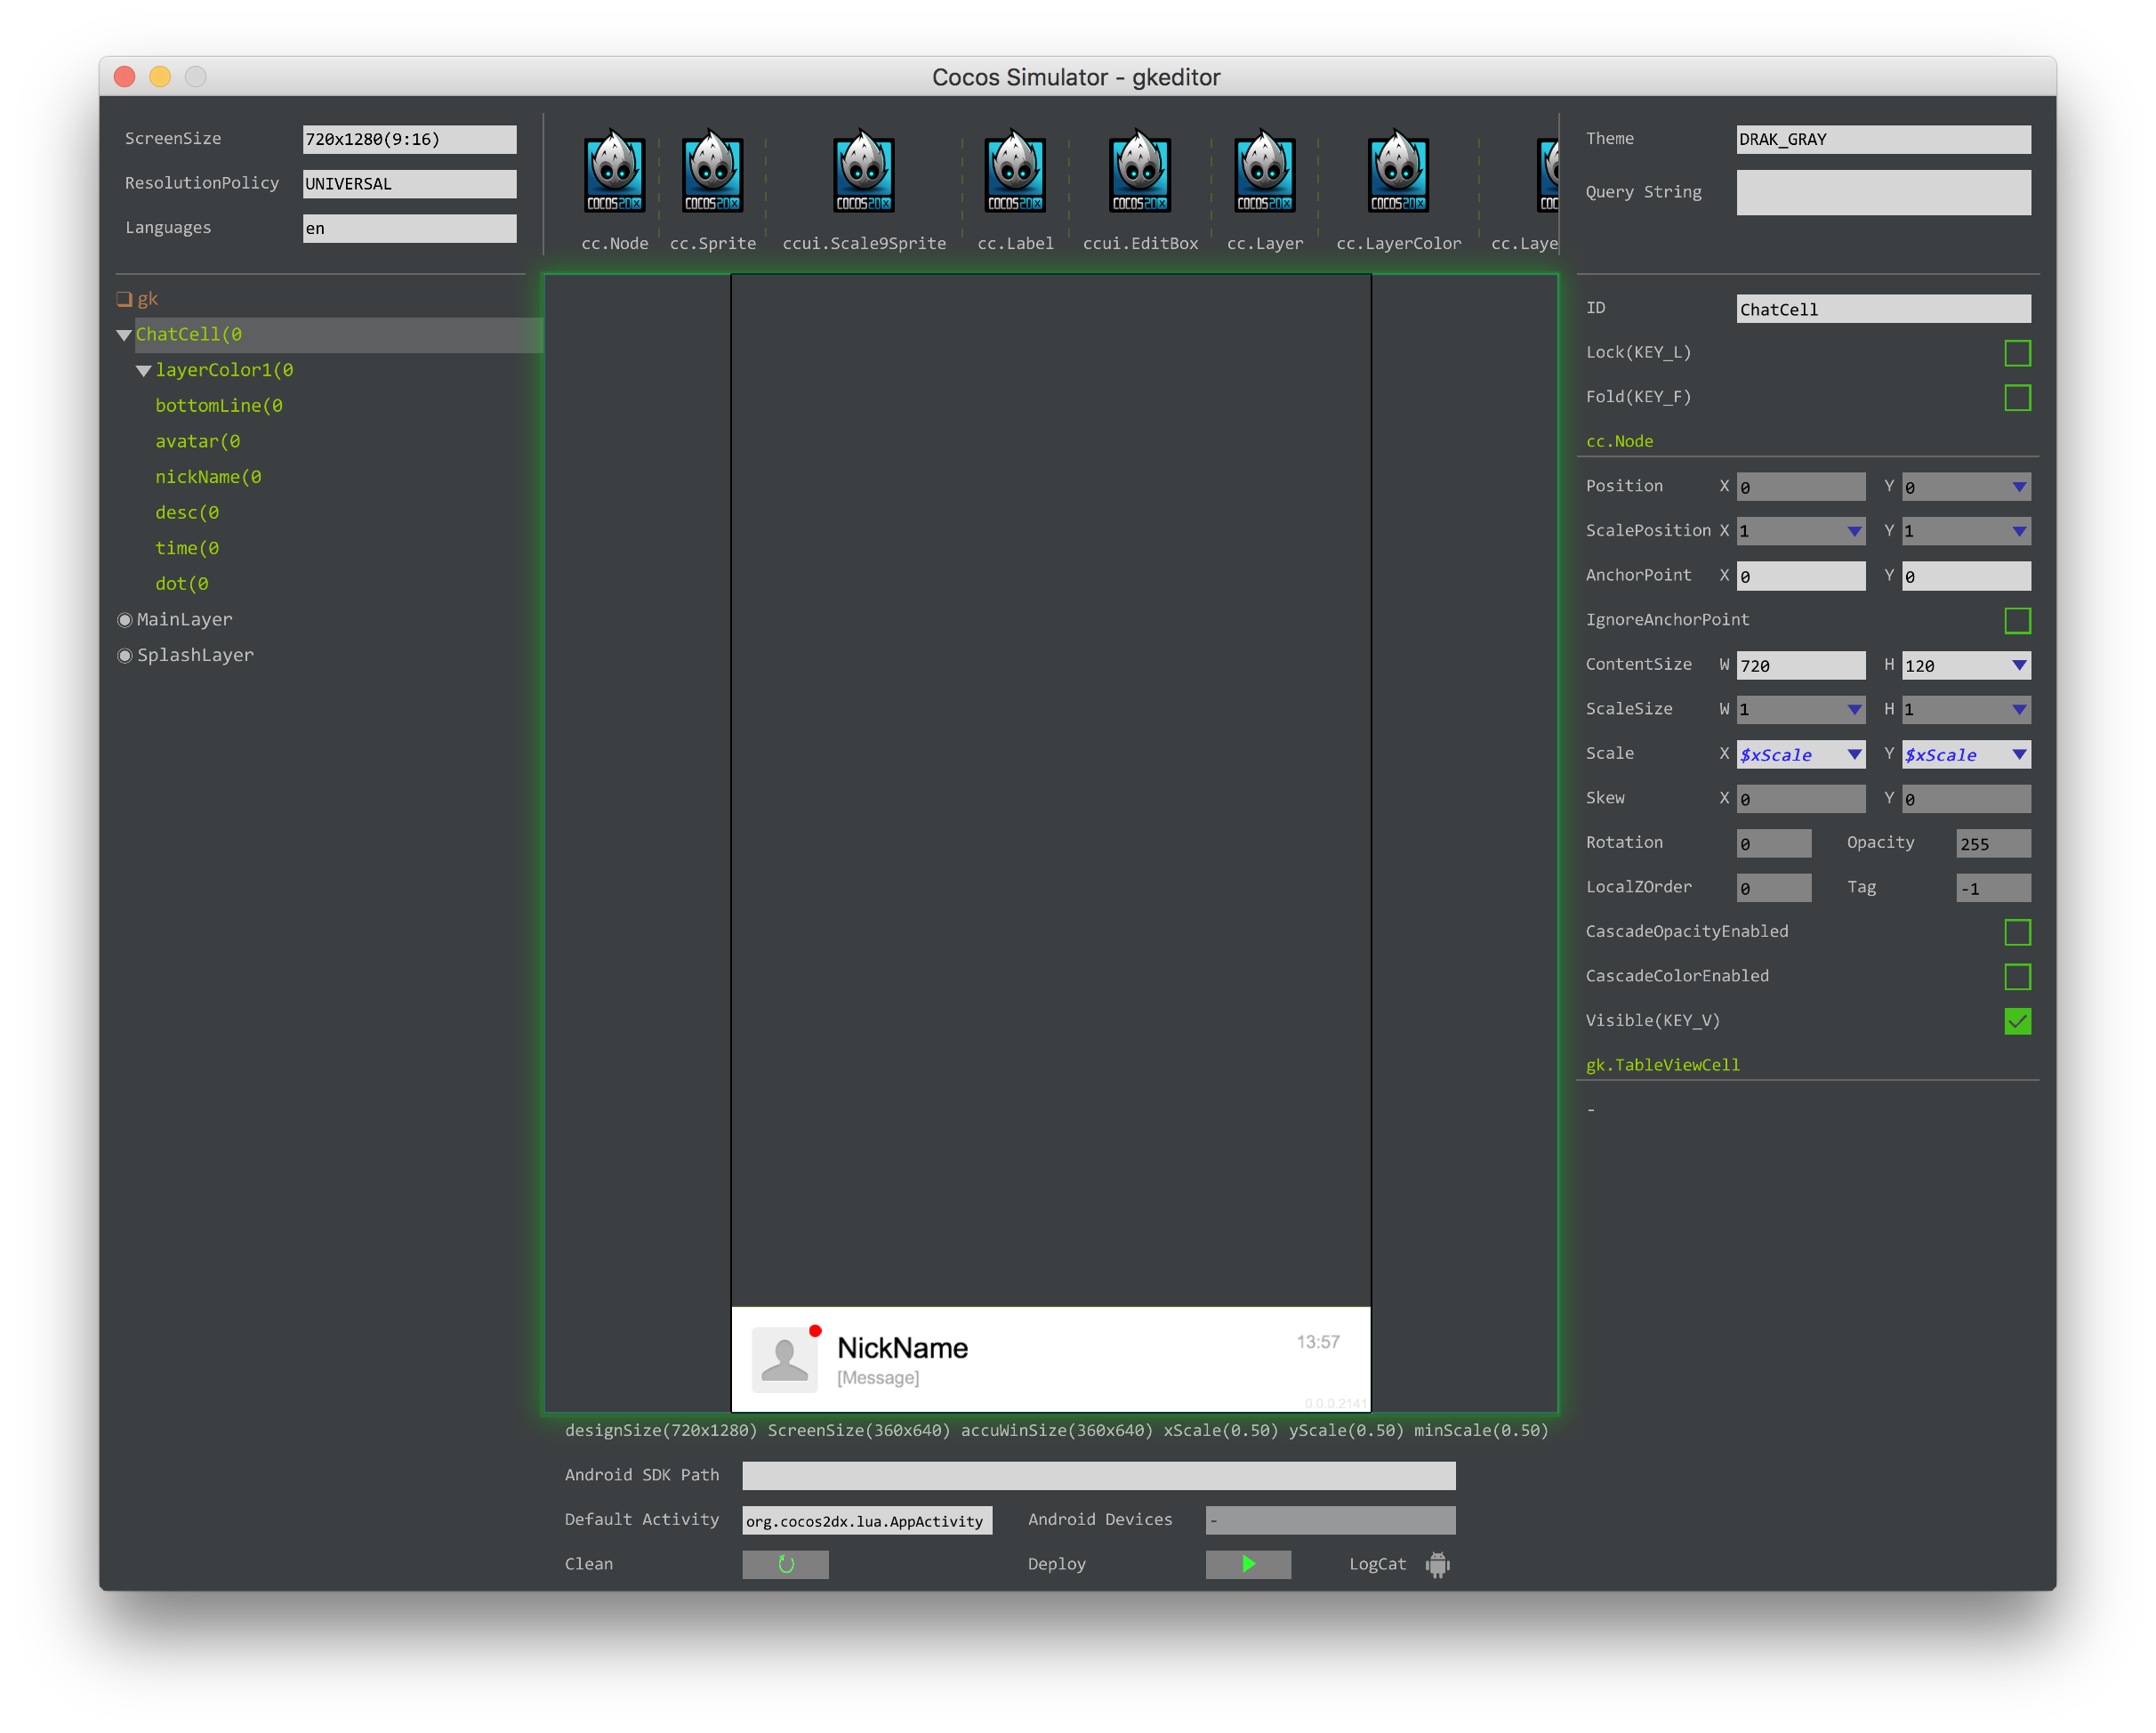 Cocos Simulator - gkeditor
ScreenSize 720x1280(9:16)
ResolutionPolicy UNIVERSAL
Languages en
COCOS2DX COCOS2DX COCOS2DX COCOS2DX COCOS2DX COCOS2DX COCOS2DX COC
cc.Node cc.Sprite ccui.Scale9Sprite cc.Label ccui.EditBox cc.Layer cc.LayerColor cc.Laye
Theme DRAK_GRAY
Query String
gk
ChatCell(0
layerColor1(0
bottomLine(0
avatar(0
nickName(0
desc(0
time(0
dot(0
MainLayer
SplashLayer
NickName
13:57
[Message]
0.0.0.2141
designSize(720x1280) ScreenSize(360x640) accuWinSize(360x640) xScale(0.50) yScale(0.50) minScale(0.50)
Android SDK Path
Default Activity org.cocos2dx.lua.AppActivity Android Devices -
Clean Deploy LogCat
ID ChatCell
Lock(KEY_L)
Fold(KEY_F)
cc.Node
Position X 0 Y 0
ScalePosition X 1 Y 1
AnchorPoint X 0 Y 0
IgnoreAnchorPoint
ContentSize W 720 H 120
ScaleSize W 1 H 1
Scale X $xScale Y $xScale
Skew X 0 Y 0
Rotation 0 Opacity 255
LocalZOrder 0 Tag -1
CascadeOpacityEnabled
CascadeColorEnabled
Visible(KEY_V)
gk.TableViewCell
-